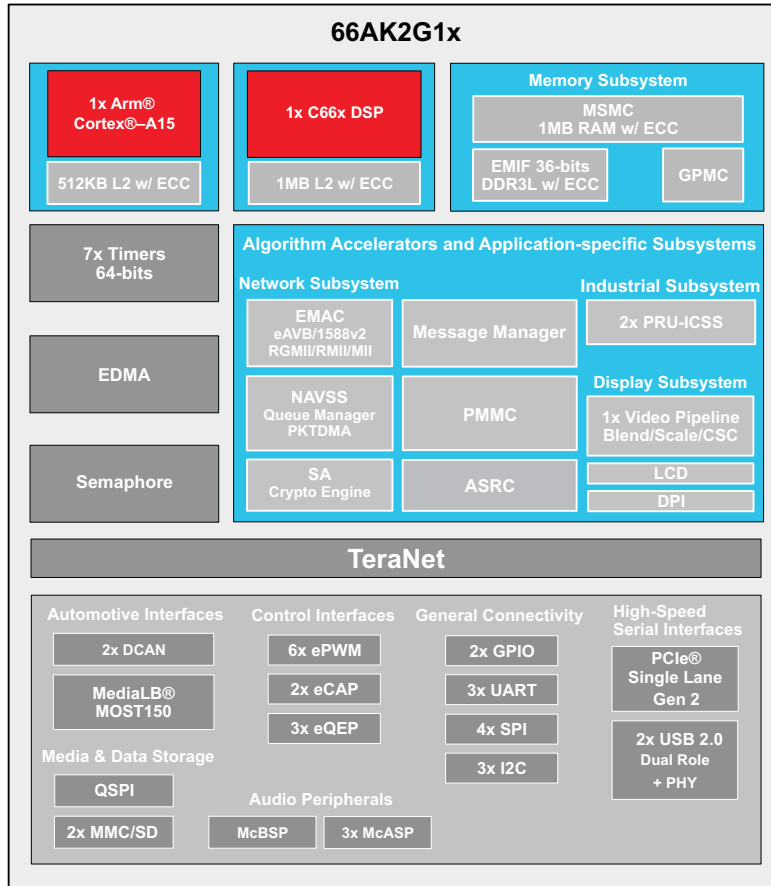 66AK2G1x
1x Arm®
Cortex®–A15
512KB L2 w/ ECC
1x C66x DSP
1MB L2 w/ ECC
Memory Subsystem
MSMC
1MB RAM w/ ECC
EMIF 36-bits
DDR3L w/ ECC
GPMC
7x Timers
64-bits
EDMA
Semaphore
Algorithm Accelerators and Application-specific Subsystems
Network Subsystem
EMAC
eAVB/1588v2
RGMII/RMII/MII
NAVSS
Queue Manager
PKTDMA
SA
Crypto Engine
Message Manager
PMMC
ASRC
Industrial Subsystem
2x PRU-ICSS
Display Subsystem
1x Video Pipeline
Blend/Scale/CSC
LCD
DPI
TeraNet
Automotive Interfaces
2x DCAN
MediaLB®
MOST150
Media & Data Storage
QSPI
2x MMC/SD
Control Interfaces
6x ePWM
2x eCAP
3x eQEP
Audio Peripherals
McBSP
3x McASP
General Connectivity
2x GPIO
3x UART
4x SPI
3x I2C
High-Speed
Serial Interfaces
PCIe®
Single Lane
Gen 2
2x USB 2.0
Dual Role
+ PHY